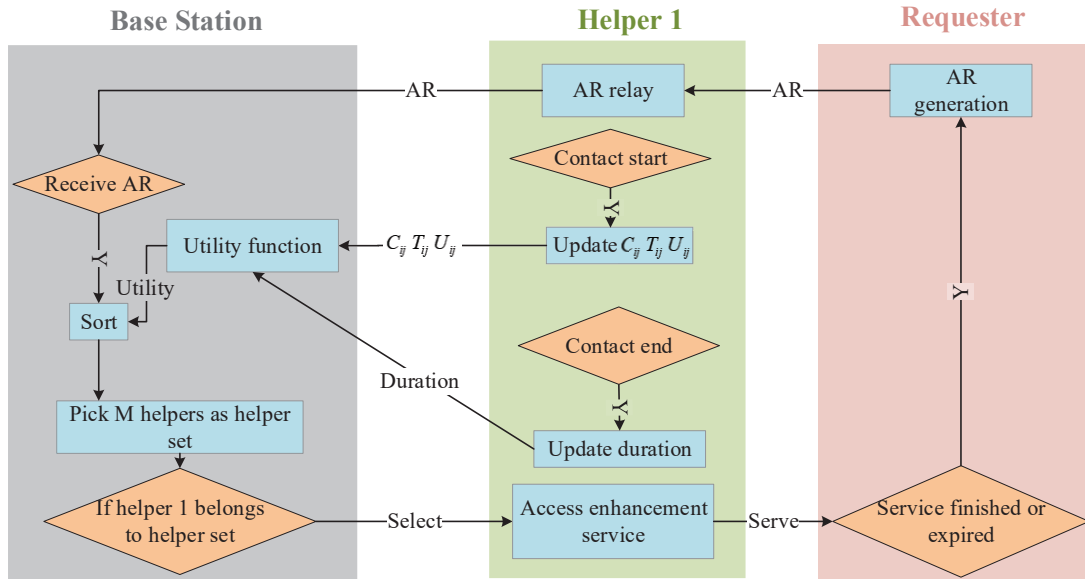 Base Station
Helper 1
Requester
AR
AR relay
AR
AR
generation
Receive AR
Contact start
Y
Y
Utility function
C_ij T_ij U_ij
Update C_ij T_ij U_ij
Utility
Y
Sort
Contact end
Duration
Y
Pick M helpers as helper
set
Update duration
If helper 1 belongs
to helper set
Select
Access enhancement
service
Serve
Service finished or
expired